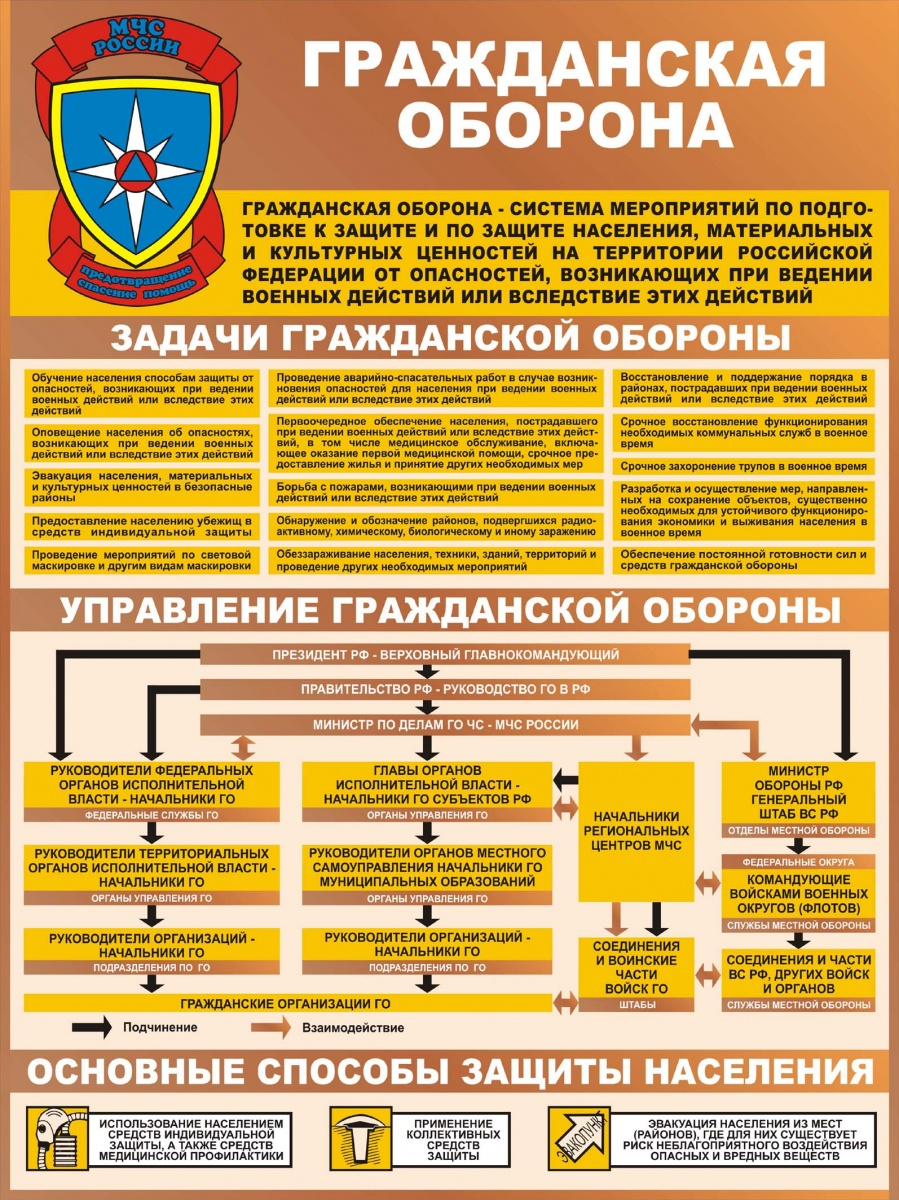 МЧС
РОССИИ
ГРАЖДАНСКАЯ
ОБОРОНА
предотвращение
спасение помощь
ГРАЖДАНСКАЯ ОБОРОНА - СИСТЕМА МЕРОПРИЯТИЙ ПО ПОДГО-
ТОВКЕ К ЗАЩИТЕ И ПО ЗАЩИТЕ НАСЕЛЕНИЯ, МАТЕРИАЛЬНЫХ
И КУЛЬТУРНЫХ ЦЕННОСТЕЙ НА ТЕРРИТОРИИ РОССИЙСКОЙ
ФЕДЕРАЦИИ ОТ ОПАСНОСТЕЙ, ВОЗНИКАЮЩИХ ПРИ ВЕДЕНИИ
ВОЕННЫХ ДЕЙСТВИЙ ИЛИ ВСЛЕДСТВИЕ ЭТИХ ДЕЙСТВИЙ
ЗАДАЧИ ГРАЖДАНСКОЙ ОБОРОНЫ
Обучение населения способам защиты от
опасностей, возникающих при ведении
военных действий или вследствие этих
действий
Оповещение населения об опасностях,
возникающих при ведении военных
действий или вследствие этих действий
Эвакуация населения, материальных
и культурных ценностей в безопасные
районы
Предоставление населению убежищ в
средств индивидуальной защиты
Проведение мероприятий по световой
маскировке и другим видам маскировки
Проведение аварийно-спасательных работ в случае возник-
новения опасностей для населения при ведении военных
действий или вследствие этих действий
Первоочередное обеспечение населения, пострадавшего
при ведении военных действий или вследствие этих дейст-
вий, в том числе медицинское обслуживание, включа-
ющее оказание первой медицинской помощи, срочное пре-
доставление жилья и принятие других необходимых мер
Борьба с пожарами, возникающими при ведении военных
действий или вследствие этих действий
Обнаружение и обозначение районов, подвергшихся радио-
активному, химическому, биологическому и иному заражению
Обеззараживание населения, техники, зданий, территорий и
проведение других необходимых мероприятий
Восстановление и поддержание порядка в
районах, пострадавших при ведении военных
действий или вследствие этих действий
Срочное восстановление функционирования
необходимых коммунальных служб в военное
время
Срочное захоронение трупов в военное время
Разработка и осуществление мер, направлен-
ных на сохранение объектов, существенно
необходимых для устойчивого функциониро-
вания экономики и выживания населения в
военное время
Обеспечение постоянной готовности сил и
средств гражданской обороны
УПРАВЛЕНИЕ ГРАЖДАНСКОЙ ОБОРОНЫ
ПРЕЗИДЕНТ РФ - ВЕРХОВНЫЙ ГЛАВНОКОМАНДУЮЩИЙ
ПРАВИТЕЛЬСТВО РФ - РУКОВОДСТВО ГО В РФ
МИНИСТР ПО ДЕЛАМ ГО ЧС - МЧС РОССИИ
РУКОВОДИТЕЛИ ФЕДЕРАЛЬНЫХ
ОРГАНОВ ИСПОЛНИТЕЛЬНОЙ
ВЛАСТИ - НАЧАЛЬНИКИ ГО
ФЕДЕРАЛЬНЫЕ СЛУЖБЫ ГО
РУКОВОДИТЕЛИ ТЕРРИТОРИАЛЬНЫХ
ОРГАНОВ ИСПОЛНИТЕЛЬНОЙ ВЛАСТИ -
НАЧАЛЬНИКИ ГО
ОРГАНЫ УПРАВЛЕНИЯ ГО
РУКОВОДИТЕЛИ ОРГАНИЗАЦИЙ -
НАЧАЛЬНИКИ ГО
ПОДРАЗДЕЛЕНИЯ ПО ГО
ГЛАВЫ ОРГАНОВ
ИСПОЛНИТЕЛЬНОЙ ВЛАСТИ -
НАЧАЛЬНИКИ ГО СУБЪЕКТОВ РФ
ОРГАНЫ УПРАВЛЕНИЯ ГО
РУКОВОДИТЕЛИ ОРГАНОВ МЕСТНОГО
САМОУПРАВЛЕНИЯ НАЧАЛЬНИКИ ГО
МУНИЦИПАЛЬНЫХ ОБРАЗОВАНИЙ
ОРГАНЫ УПРАВЛЕНИЯ ГО
РУКОВОДИТЕЛИ ОРГАНИЗАЦИЙ -
НАЧАЛЬНИКИ ГО
ПОДРАЗДЕЛЕНИЯ ПО ГО
ГРАЖДАНСКИЕ ОРГАНИЗАЦИИ ГО
НАЧАЛЬНИКИ
РЕГИОНАЛЬНЫХ
ЦЕНТРОВ МЧС
СОЕДИНЕНИЯ
И ВОИНСКИЕ
ЧАСТИ
ВОЙСК ГО
ШТАБЫ
МИНИСТР
ОБОРОНЫ РФ
ГЕНЕРАЛЬНЫЙ
ШТАБ ВС РФ
ОТДЕЛЫ МЕСТНОЙ ОБОРОНЫ
ФЕДЕРАЛЬНЫЕ ОКРУГА
КОМАНДУЮЩИЕ
ВОЙСКАМИ ВОЕННЫХ
ОКРУГОВ (ФЛОТОВ)
СЛУЖБЫ МЕСТНОЙ ОБОРОНЫ
СОЕДИНЕНИЯ И ЧАСТИ
ВС РФ, ДРУГИХ ВОЙСК
И ОРГАНОВ
СЛУЖБЫ МЕСТНОЙ ОБОРОНЫ
Подчинение
Взаимодействие
ОСНОВНЫЕ СПОСОБЫ ЗАЩИТЫ НАСЕЛЕНИЯ
ИСПОЛЬЗОВАНИЕ НАСЕЛЕНИЕМ
СРЕДСТВ ИНДИВИДУАЛЬНОЙ
ЗАЩИТЫ, А ТАКЖЕ СРЕДСТВ
МЕДИЦИНСКОЙ ПРОФИЛАКТИКИ
ПРИМЕНЕНИЕ
КОЛЛЕКТИВНЫХ
СРЕДСТВ
ЗАЩИТЫ
ЭВАКОПУНКТ
ЭВАКУАЦИЯ НАСЕЛЕНИЯ ИЗ МЕСТ
(РАЙОНОВ), ГДЕ ДЛЯ НИХ СУЩЕСТВУЕТ
РИСК НЕБЛАГОПРИЯТНОГО ВОЗДЕЙСТВИЯ
ОПАСНЫХ И ВРЕДНЫХ ВЕЩЕСТВ